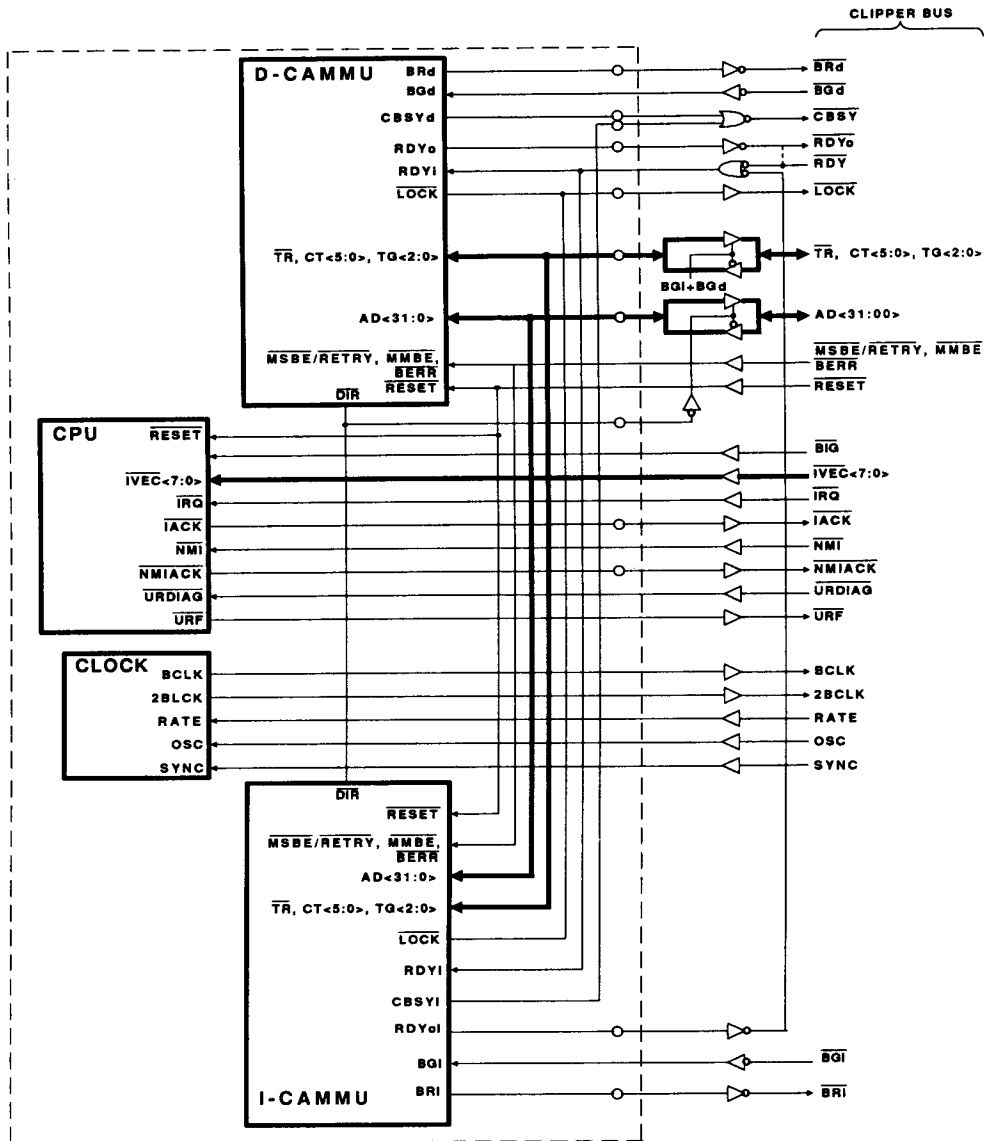 CLIPPER BUS
D-CAMMU
BRd
BGd
CBSYd
RDYo
RDYI
LOCK
TR, CT<5:0>, TG<2:0>
AD<31:0>
MSBE/RETRY, MMBE,
BERR
RESET
DIR
BRd
BGd
CBSY
RDYo
RDY
LOCK
TR, CT<5:0>, TG<2:0>
BGI+BGd
AD<31:00>
MSBE/RETRY, MMBE
BERR
RESET
CPU
RESET
IVEC<7:0>
IRQ
IACK
NMI
NMIACK
URDIAG
URF
BIG
IVEC<7:0>
IRQ
IACK
NMI
NMIACK
URDIAG
URF
CLOCK
BCLK
2BLCK
RATE
OSC
SYNC
BCLK
2BCLK
RATE
OSC
SYNC
DIR
RESET
MSBE/RETRY, MMBE,
BERR
AD<31:0>
TR, CT<5:0>, TG<2:0>
LOCK
RDYI
CBSYI
RDYoI
BGI
BRI
I-CAMMU
BGI
BRI